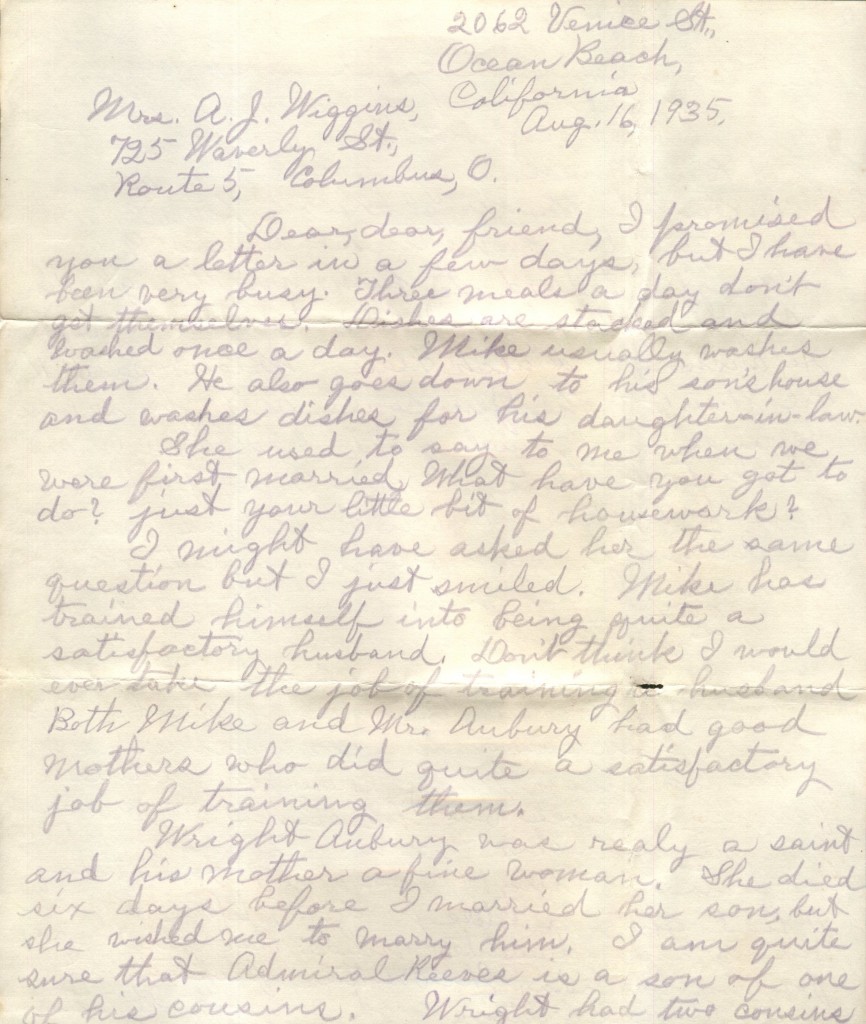 2062 Venice St.,
Ocean Beach,
California
Aug. 16, 1935.
Mrs. A. J. Wiggins,
725 Waverly St.,
Route 5, Columbus, O.
Dear, dear, friend, I promised
you a letter in a few days, but I have
been very busy. Three meals a day don't
get themselves. Dishes are stacked and
washed once a day. Mike usually washes
them. He also goes down to his son's house
and washes dishes for his daughter-in-law.
She used to say to me when we
were first married, What have you got to
do? just your little bit of housework?
I might have asked her the same
question but I just smiled. Mike has
trained himself into being quite a
satisfactory husband. Don't think I would
ever take the job of training a husband
Both Mike and Mr. Aubury had good
mothers who did quite a satisfactory
job of training them.
Wright Aubury was realy a saint
and his mother a fine woman. She died
six days before I married her son, but
she wished me to marry him. I am quite
sure that Admiral Reeves is a son of one
of his cousins. Wright had two cousins